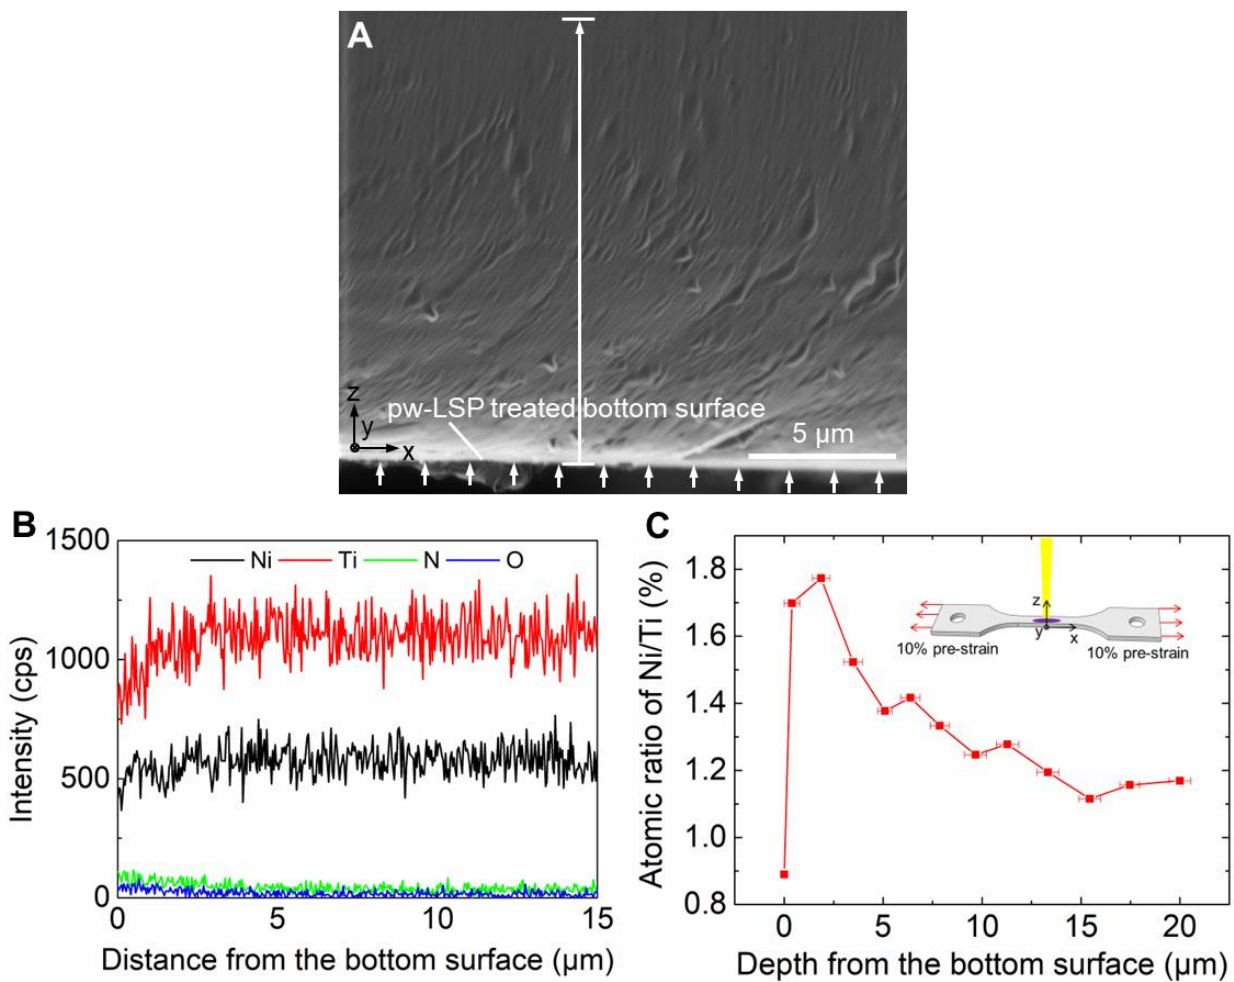 A
z
y
x
pw-LSP treated bottom surface
5 μm
B
1500
1000
500
0
Intensity (cps)
Ni Ti N O
0 5 10 15
Distance from the bottom surface (μm)
C
1.8
1.6
1.4
1.2
1.0
0.8
Atomic ratio of Ni/Ti (%)
z
y x
10% pre-strain 10% pre-strain
0 5 10 15 20
Depth from the bottom surface (μm)